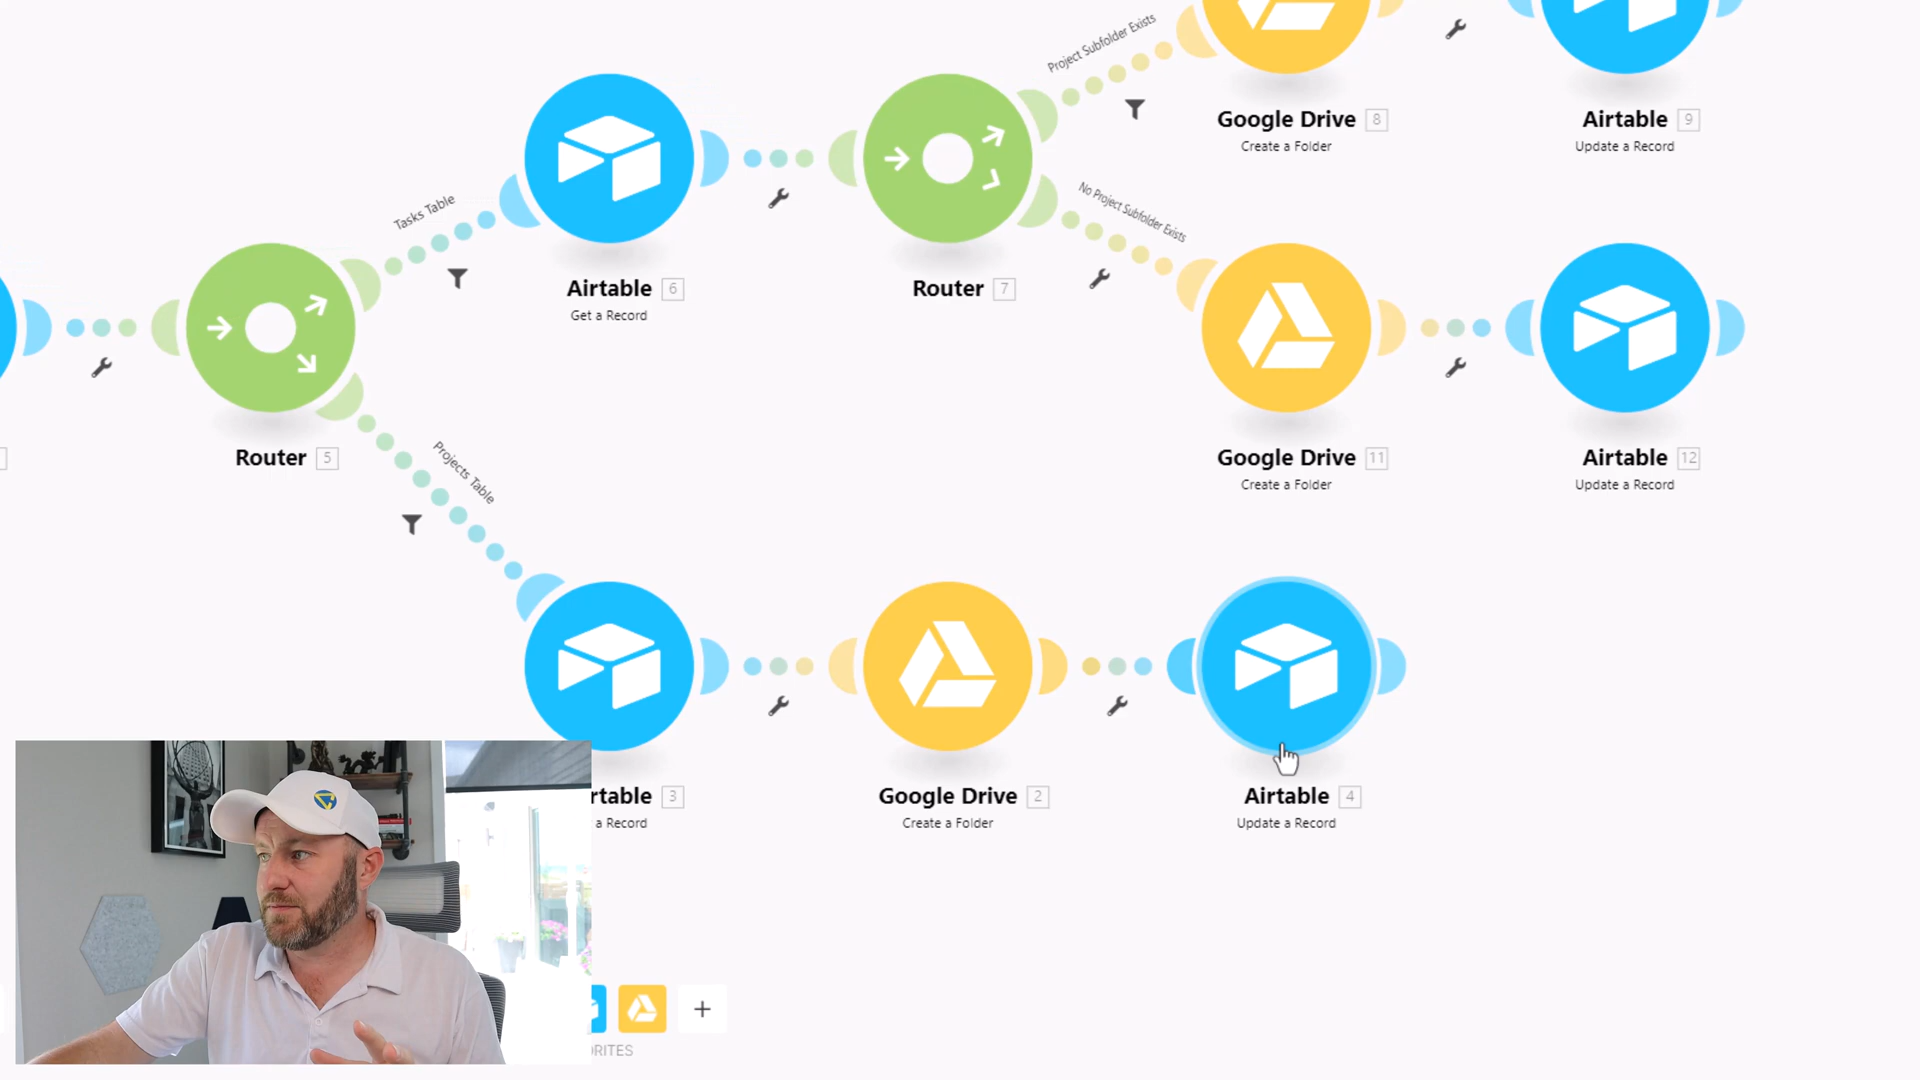 Project Subfolder Exists
Google Drive 8
Create a Folder
Airtable 9
Update a Record
Tasks Table
No Project Subfolder Exists
Airtable 6
Get a Record
Router 7
Router 5
Google Drive 11
Create a Folder
Airtable 12
Update a Record
Projects Table
rtable 3
a Record
Google Drive 2
Create a Folder
Airtable 4
Update a Record
+
ORITES